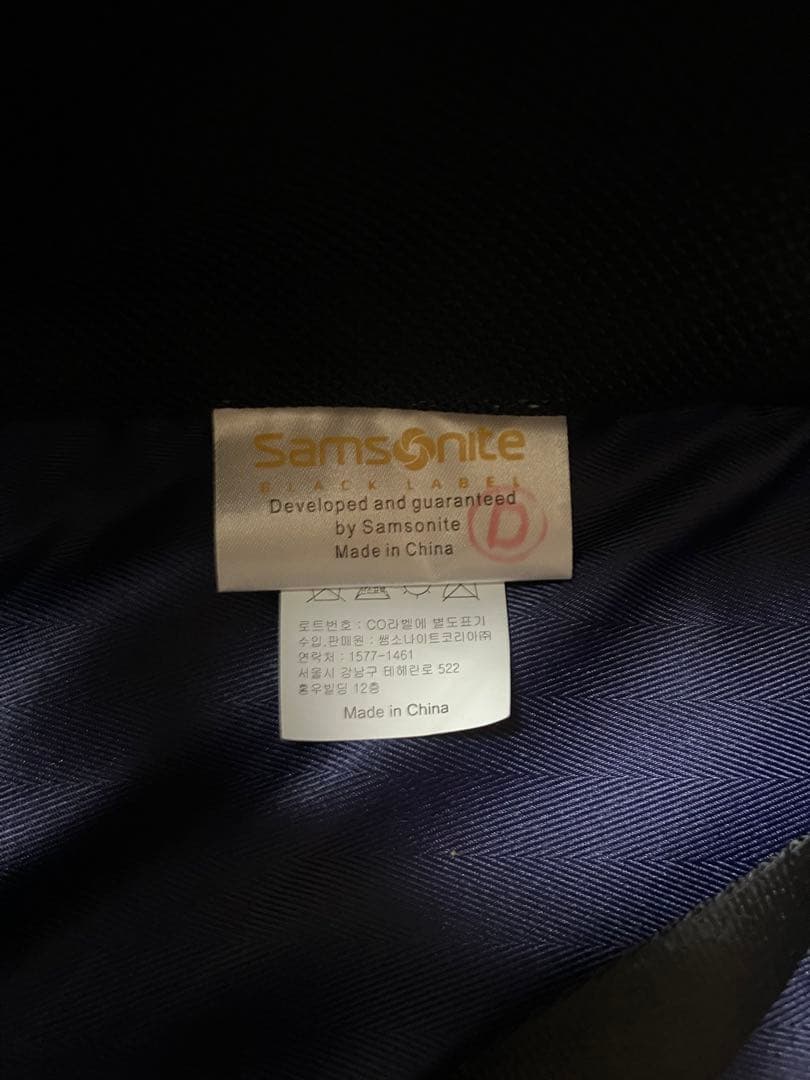 Samsonite
BLACK LABEL
Developed and guaranteed
by Samsonite
Made in China
D
로트번호 : CO라벨에 별도표기
수입,판매원 : 쌤소나이트코리아㈜
연락처 : 1577-1461
서울시 강남구 테헤란로 522
홍우빌딩 12층
Made in China